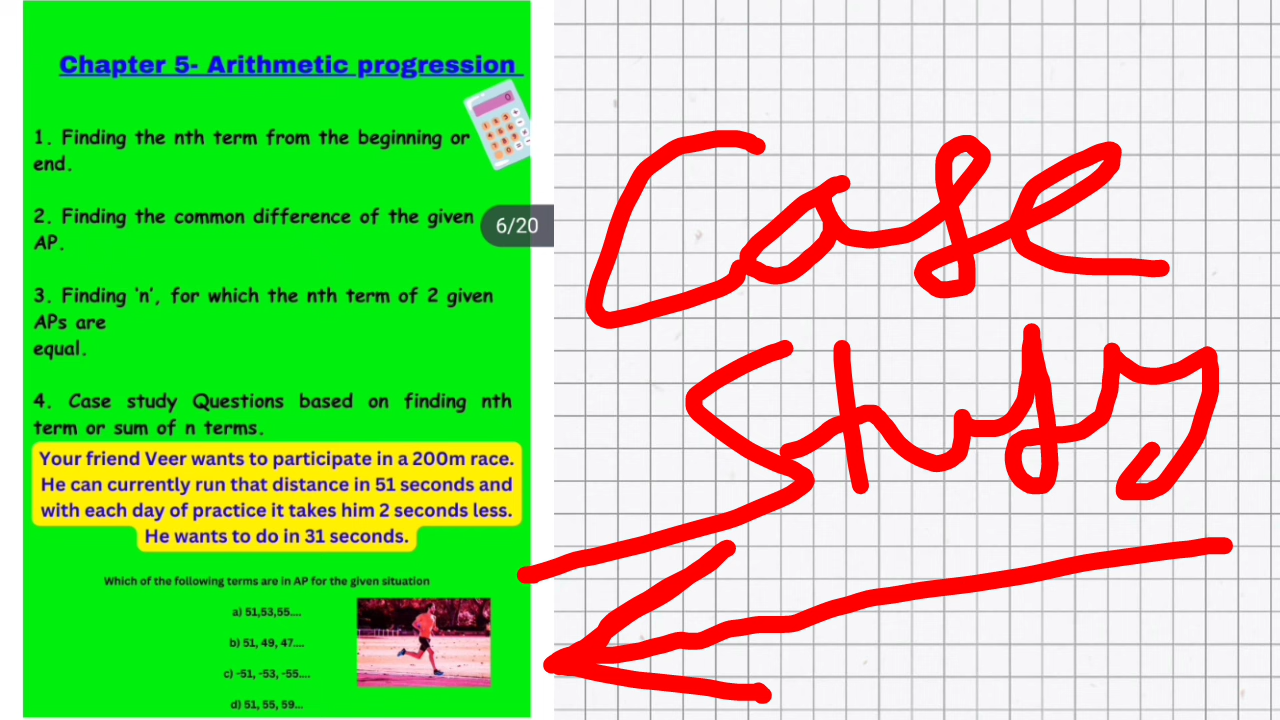 Chapter 5- Arithmetic progression
1. Finding the nth term from the beginning or
end.
2. Finding the common difference of the given
AP.
6/20
3. Finding 'n', for which the nth term of 2 given
APs are
equal.
4. Case study Questions based on finding nth
term or sum of n terms.
Your friend Veer wants to participate in a 200m race.
He can currently run that distance in 51 seconds and
with each day of practice it takes him 2 seconds less.
He wants to do in 31 seconds.
Which of the following terms are in AP for the given situation
a) 51,53,55....
b) 51, 49, 47....
c) -51, -53, -55....
d) 51, 55, 59...
Case
Study